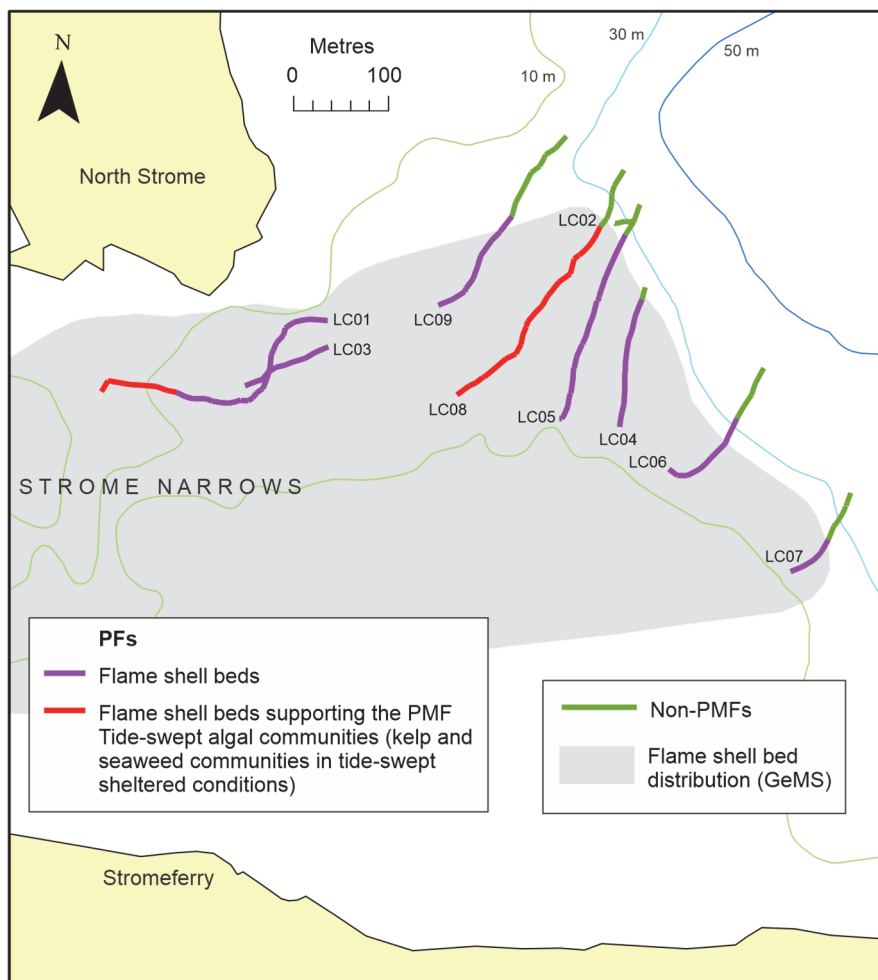 N
Metres
0 100
10 m
30 m
50 m
North Strome
LC02
LC01
LC09
LC03
LC08
LC05
LC04
LC06
STROME NARROWS
LC07
PFs
Flame shell beds
Flame shell beds supporting the PMF
Tide-swept algal communities (kelp and
seaweed communities in tide-swept
sheltered conditions)
Non-PMFs
Flame shell bed
distribution (GeMS)
Stromeferry